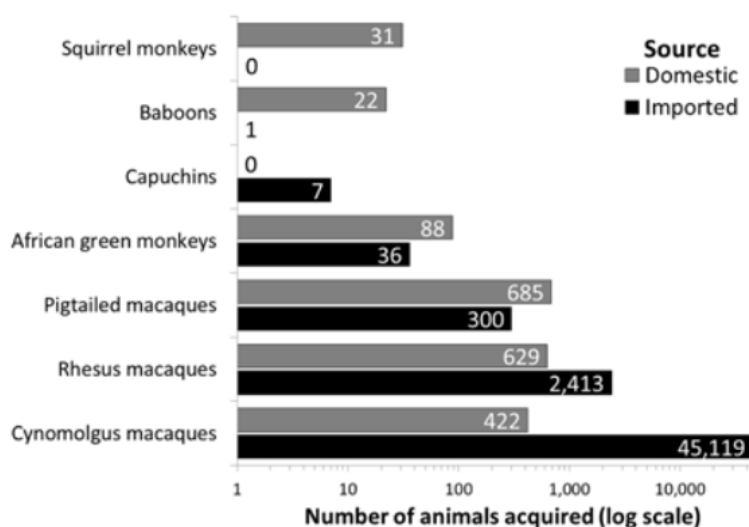 Squirrel monkeys
31
0
Source
Domestic
Imported
Baboons
22
1
Capuchins
0
7
African green monkeys
88
36
Pigtailed macaques
685
300
Rhesus macaques
629
2,413
Cynomolgus macaques
422
45,119
1 10 100 1,000 10,000
Number of animals acquired (log scale)